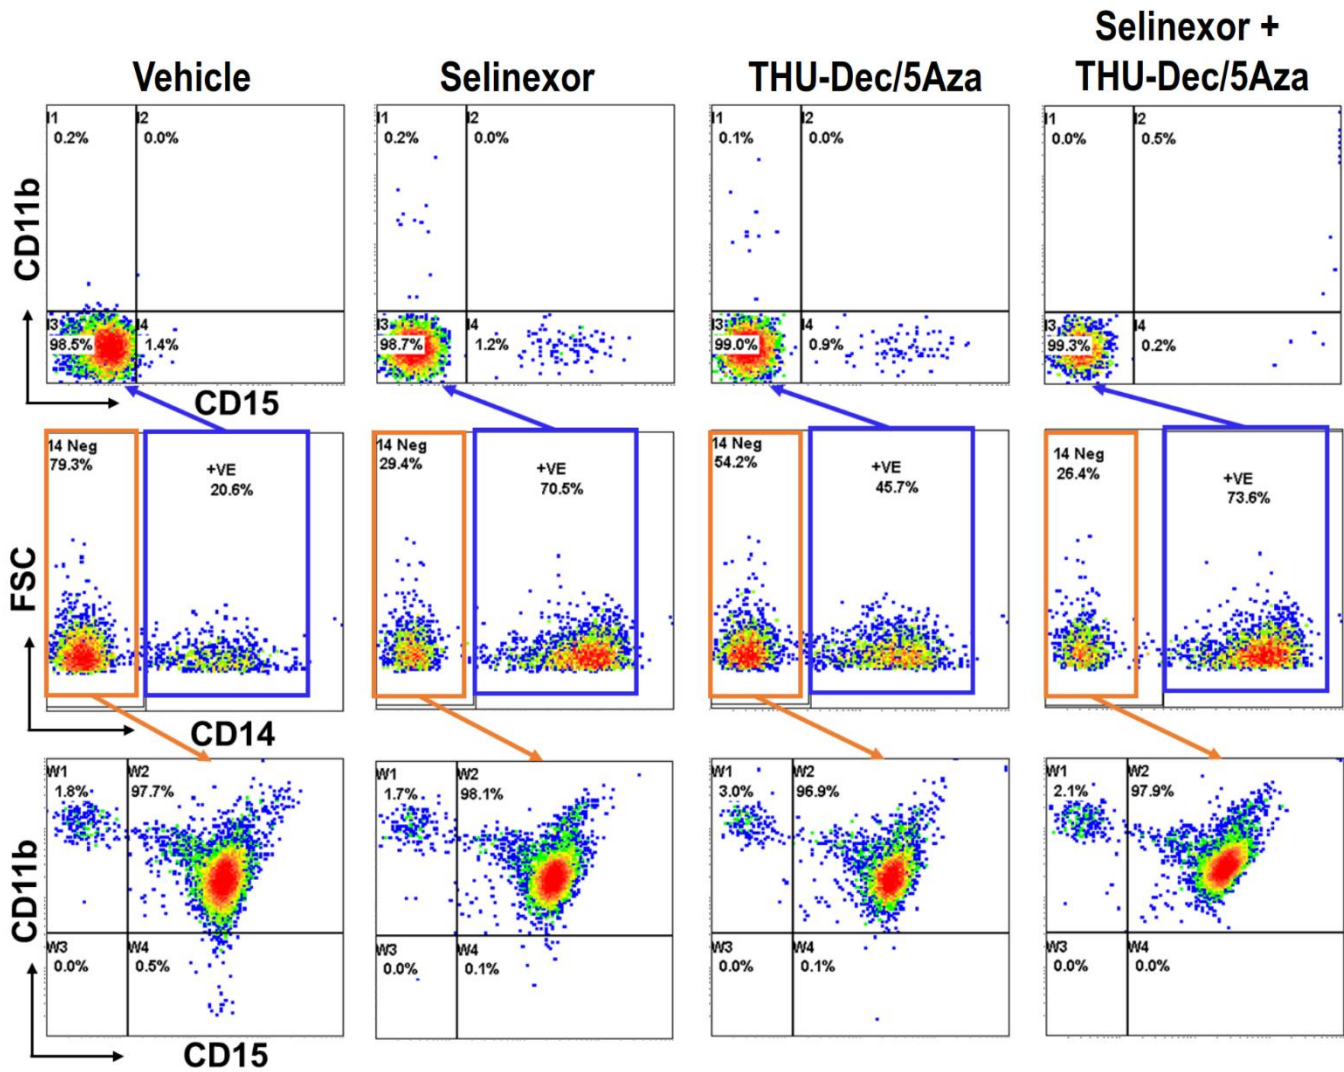 Vehicle
Selinexor
THU-Dec/5Aza
Selinexor +
THU-Dec/5Aza
CD11b
I1
0.2%
I2
0.0%
I3
98.5%
I4
1.4%
I1
0.2%
I2
0.0%
I3
98.7%
I4
1.2%
I1
0.1%
I2
0.0%
I3
99.0%
I4
0.9%
I1
0.0%
I2
0.5%
I3
99.3%
I4
0.2%
CD15
FSC
14 Neg
79.3%
+VE
20.6%
14 Neg
29.4%
+VE
70.5%
14 Neg
54.2%
+VE
45.7%
14 Neg
26.4%
+VE
73.6%
CD14
CD11b
W1
1.8%
W2
97.7%
W3
0.0%
W4
0.5%
W1
1.7%
W2
98.1%
W3
0.0%
W4
0.1%
W1
3.0%
W2
96.9%
W3
0.0%
W4
0.1%
W1
2.1%
W2
97.9%
W3
0.0%
W4
0.0%
CD15